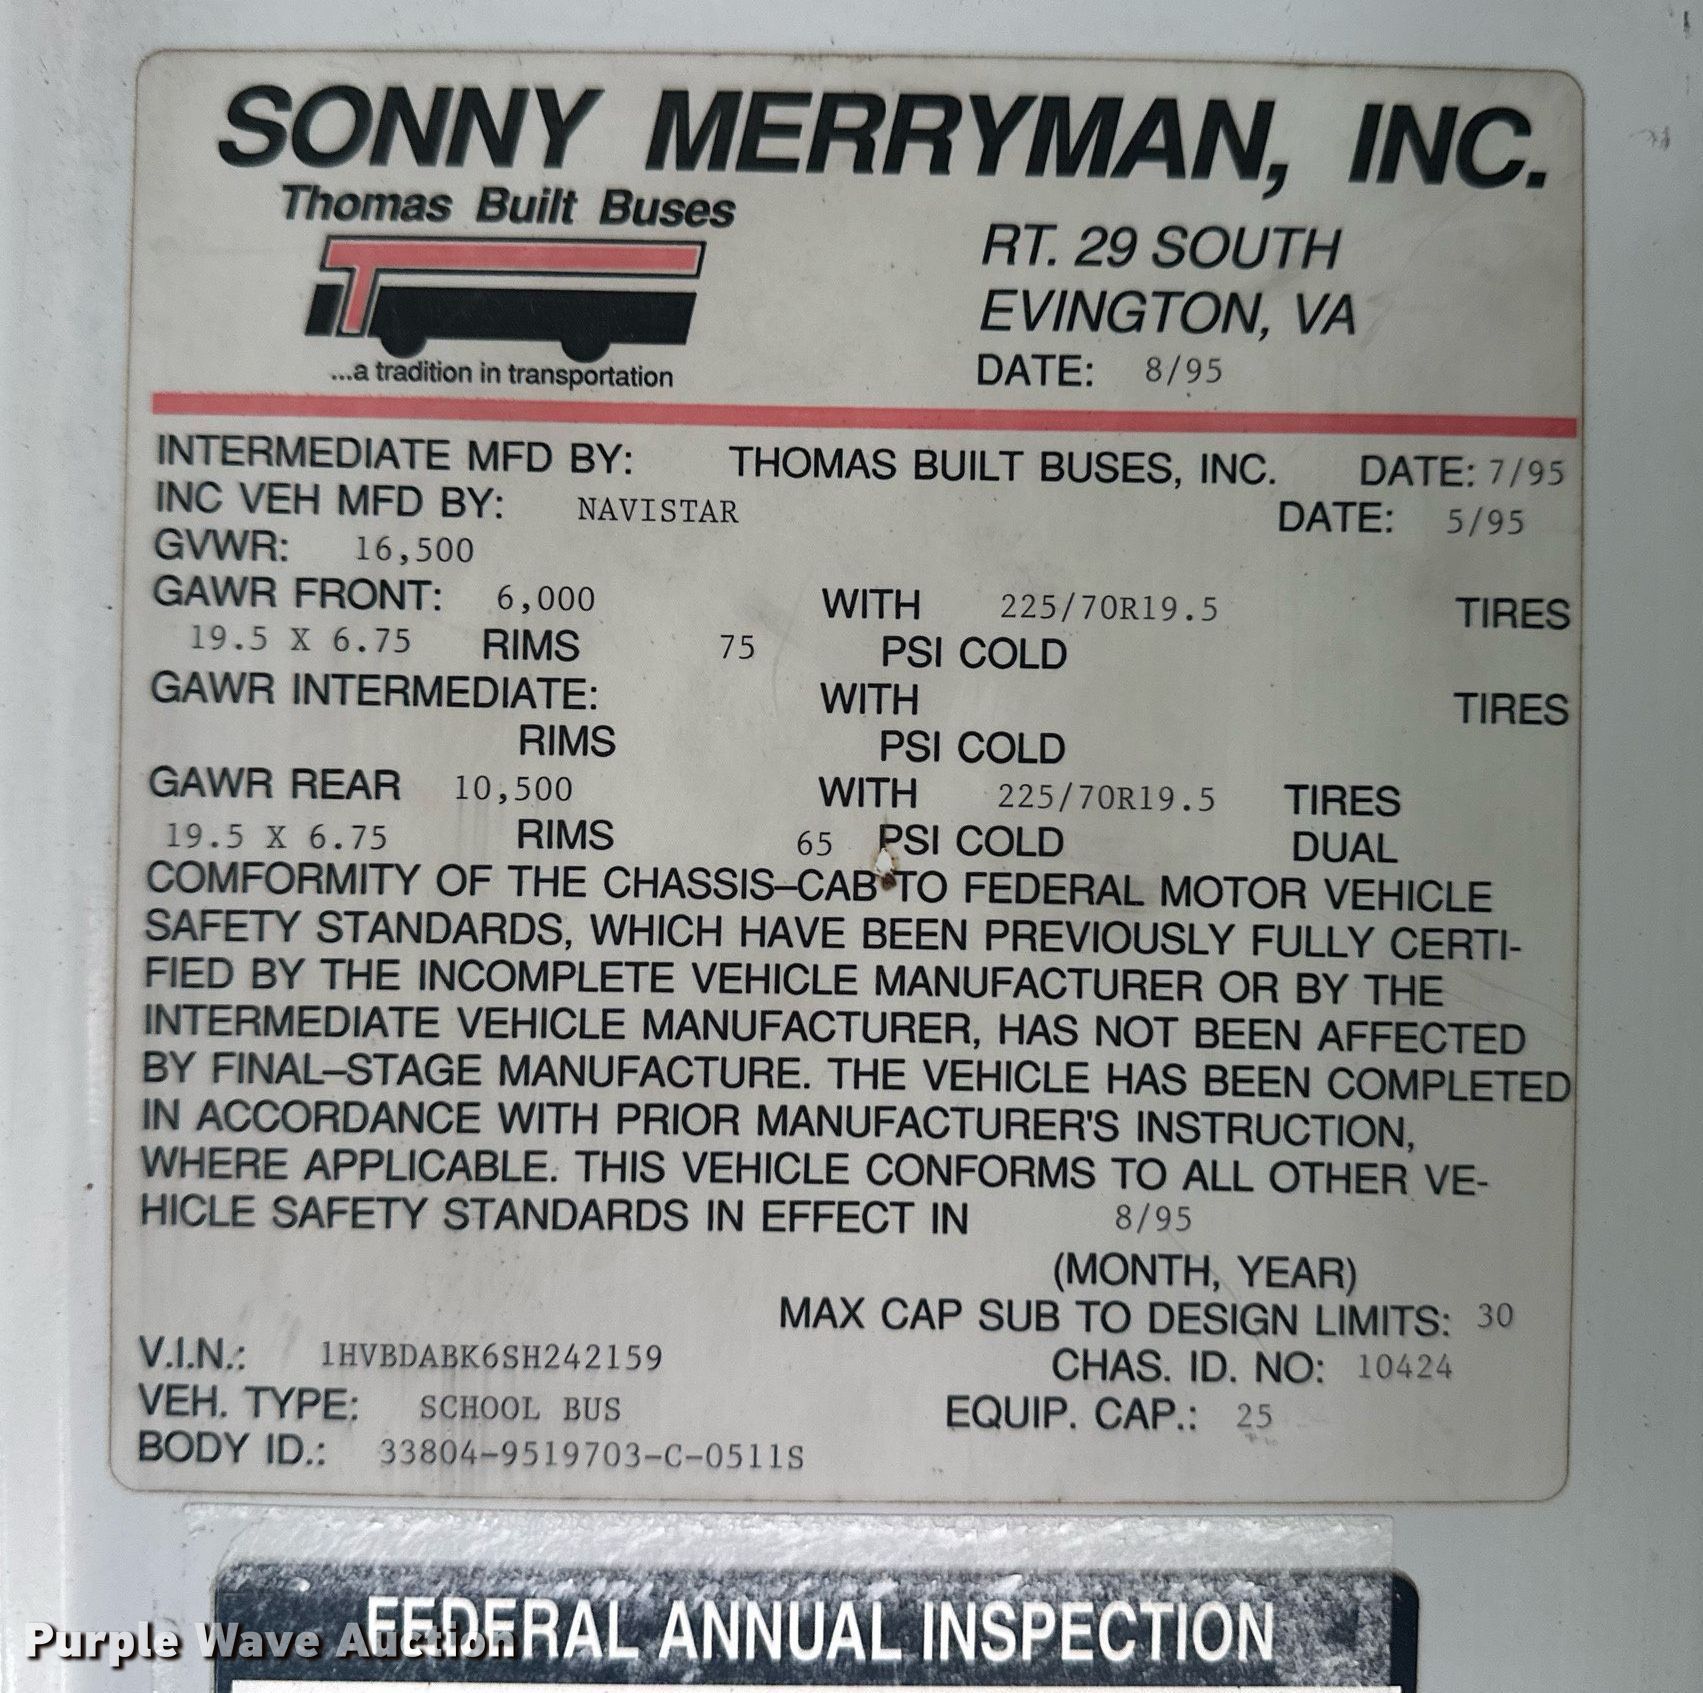 SONNY MERRYMAN, INC.
Thomas Built Buses
T
...a tradition in transportation
RT. 29 SOUTH
EVINGTON, VA
DATE: 8/95
INTERMEDIATE MFD BY: THOMAS BUILT BUSES, INC. DATE: 7/95
INC VEH MFD BY: NAVISTAR DATE: 5/95
GVWR: 16,500
GAWR FRONT: 6,000 WITH 225/70R19.5 TIRES
19.5 X 6.75 RIMS 75 PSI COLD
GAWR INTERMEDIATE: WITH TIRES
RIMS PSI COLD
GAWR REAR 10,500 WITH 225/70R19.5 TIRES
19.5 X 6.75 RIMS 65 PSI COLD DUAL
COMFORMITY OF THE CHASSIS–CAB TO FEDERAL MOTOR VEHICLE
SAFETY STANDARDS, WHICH HAVE BEEN PREVIOUSLY FULLY CERTI-
FIED BY THE INCOMPLETE VEHICLE MANUFACTURER OR BY THE
INTERMEDIATE VEHICLE MANUFACTURER, HAS NOT BEEN AFFECTED
BY FINAL–STAGE MANUFACTURE. THE VEHICLE HAS BEEN COMPLETED
IN ACCORDANCE WITH PRIOR MANUFACTURER'S INSTRUCTION,
WHERE APPLICABLE. THIS VEHICLE CONFORMS TO ALL OTHER VE-
HICLE SAFETY STANDARDS IN EFFECT IN 8/95
(MONTH, YEAR)
MAX CAP SUB TO DESIGN LIMITS: 30
V.I.N.: 1HVBDABK6SH242159 CHAS. ID. NO: 10424
VEH. TYPE: SCHOOL BUS EQUIP. CAP.: 25
BODY ID.: 33804-9519703-C-0511S
FEDERAL ANNUAL INSPECTION
Purple Wave Auction